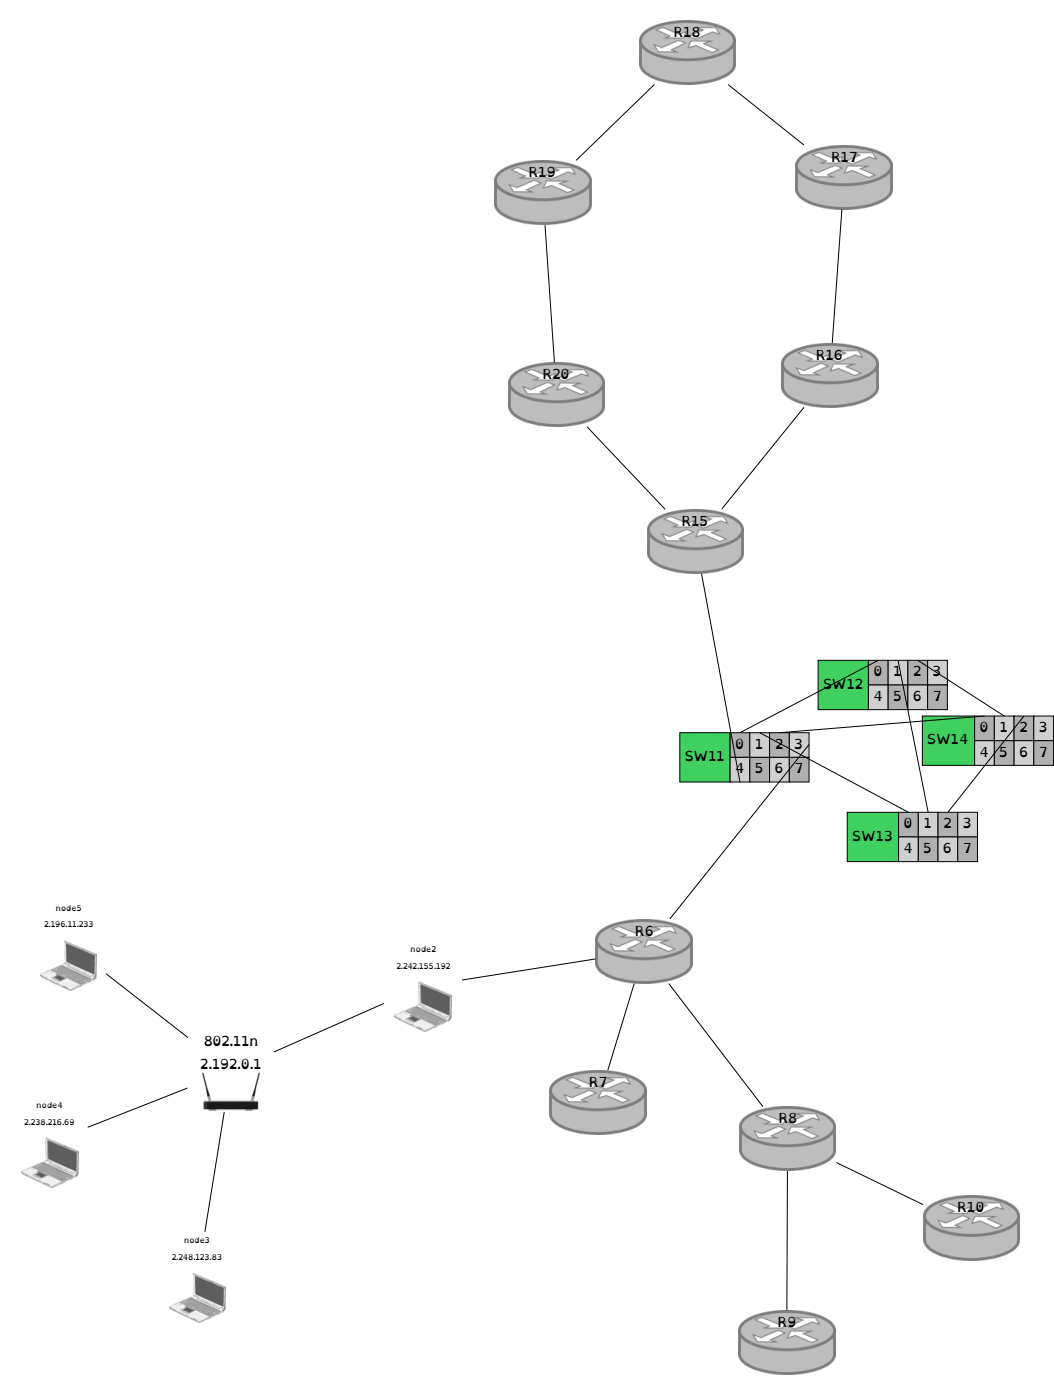 R18
R17
R19
R16
R20
R15
SW12 0 1 2 3
4 5 6 7
SW14 0 1 2 3
4 5 6 7
SW11 0 1 2 3
4 5 6 7
SW13 0 1 2 3
4 5 6 7
node5
2.196.11.233
R6
node2
2.242.155.192
802.11n
2.192.0.1
R7
node4
2.238.216.69
R8
R10
node3
2.248.123.83
R9